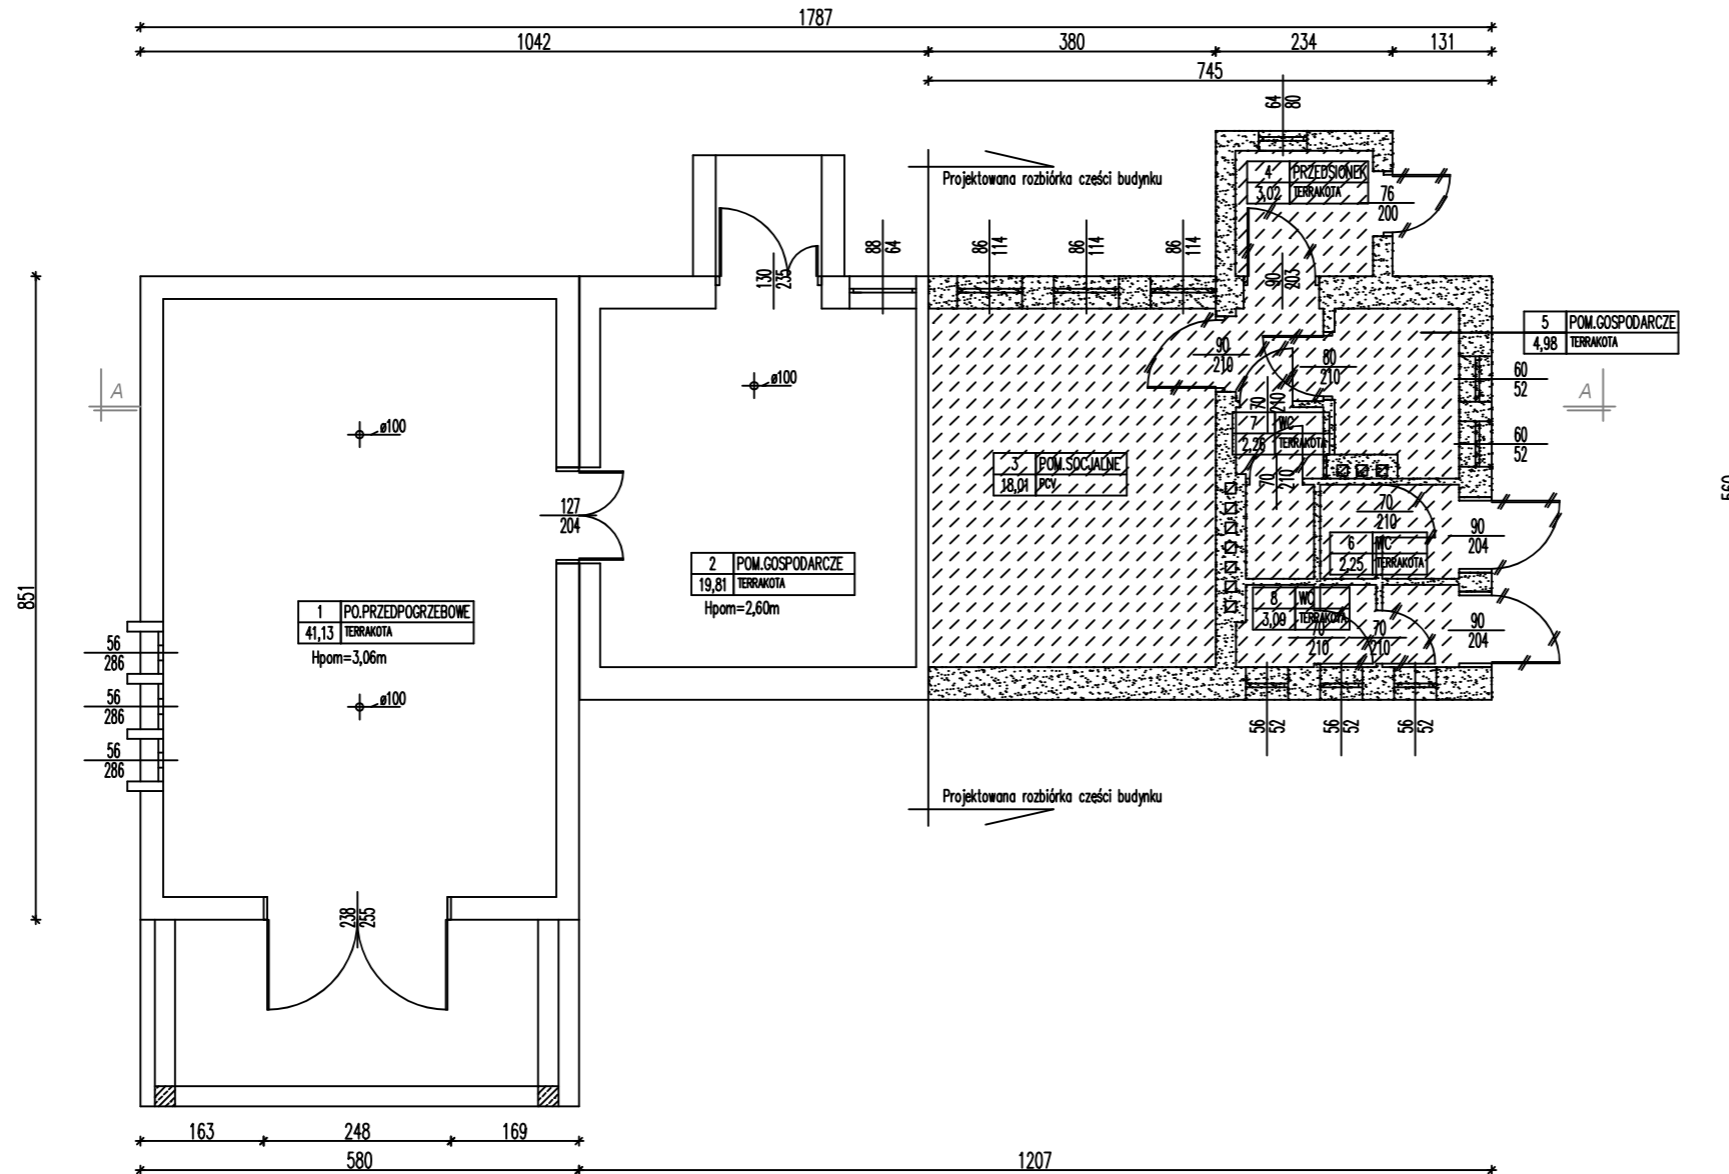 1787
1042 380 234 131
745
64
80
Projektowana rozbiórka części budynku
4 PRZEDSIONEK
3,02 TERRAKOTA
76
200
88
64
86
114
86
114
86
114
130
235
90
203
5 POM.GOSPODARCZE
4,98 TERRAKOTA
90
210
80
210
60
52
A
A
ø100
ø100
70
210
7 WC
2,26 TERRAKOTA
60
52
3 POM.SOCJALNE
18,01 PCV
70
210
560
127
204
70
210
90
204
6 WC
2,25 TERRAKOTA
2 POM.GOSPODARCZE
19,81 TERRAKOTA
Hpom=2,60m
851
1 PO.PRZEDPOGRZEBOWE
41,13 TERRAKOTA
Hpom=3,06m
8 WC
3,09 TERRAKOTA
70
210
70
210
90
204
56
286
56
286
56
286
ø100
56
52
56
52
56
52
Projektowana rozbiórka części budynku
238
255
163 248 169
580 1207